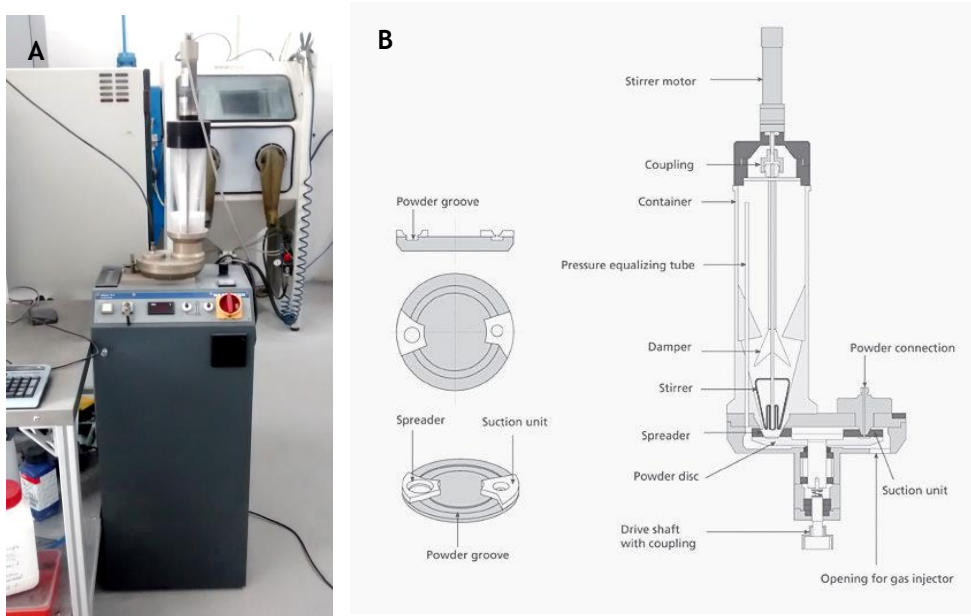 A
B
Stirrer motor
Coupling
Container
Powder groove
Pressure equalizing tube
Damper
Powder connection
Stirrer
Spreader
Suction unit
Spreader
Powder disc
Suction unit
Drive shaft
with coupling
Powder groove
Opening for gas injector